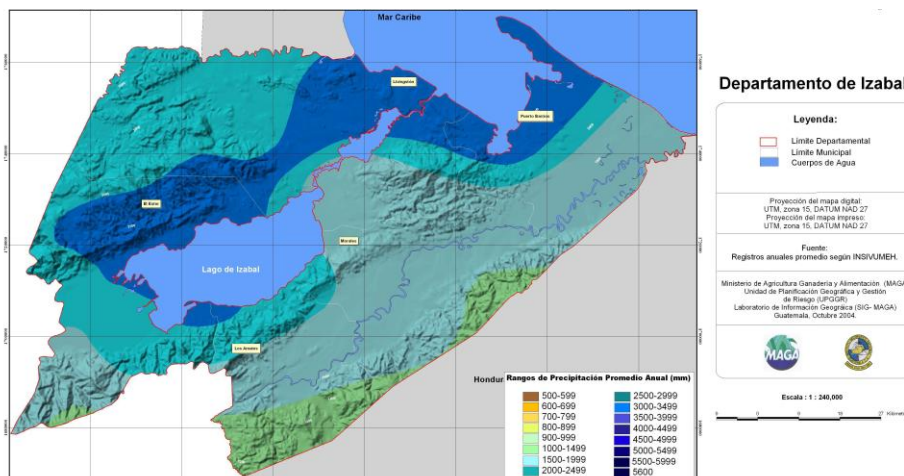 Mar Caribe
Livingston
Puerto Barrios
El Estor
Morales
Lago de Izabal
Los Amates
Hondur
Rangos de Precipitación Promedio Anual (mm)
500-599
600-699
700-799
800-899
900-999
1000-1499
1500-1999
2000-2499
2500-2999
3000-3499
3500-3999
4000-4499
4500-4999
5000-5499
5500-5999
5600
Departamento de Izabal
Leyenda:
Límite Departamental
Límite Municipal
Cuerpos de Agua
Proyección del mapa digital:
UTM, zona 15, DATUM NAD 27
Proyección del mapa impreso:
UTM, zona 15, DATUM NAD 27
Fuente:
Registros anuales promedio según INSIVUMEH.
Ministerio de Agricultura Ganadería y Alimentación (MAGA)
Unidad de Planificación Geográfica y Gestión
de Riesgo (UPGGR)
Laboratorio de Información Geográfica (SIG- MAGA)
Guatemala, Octubre 2004.
MAGA
Escala : 1 : 240,000